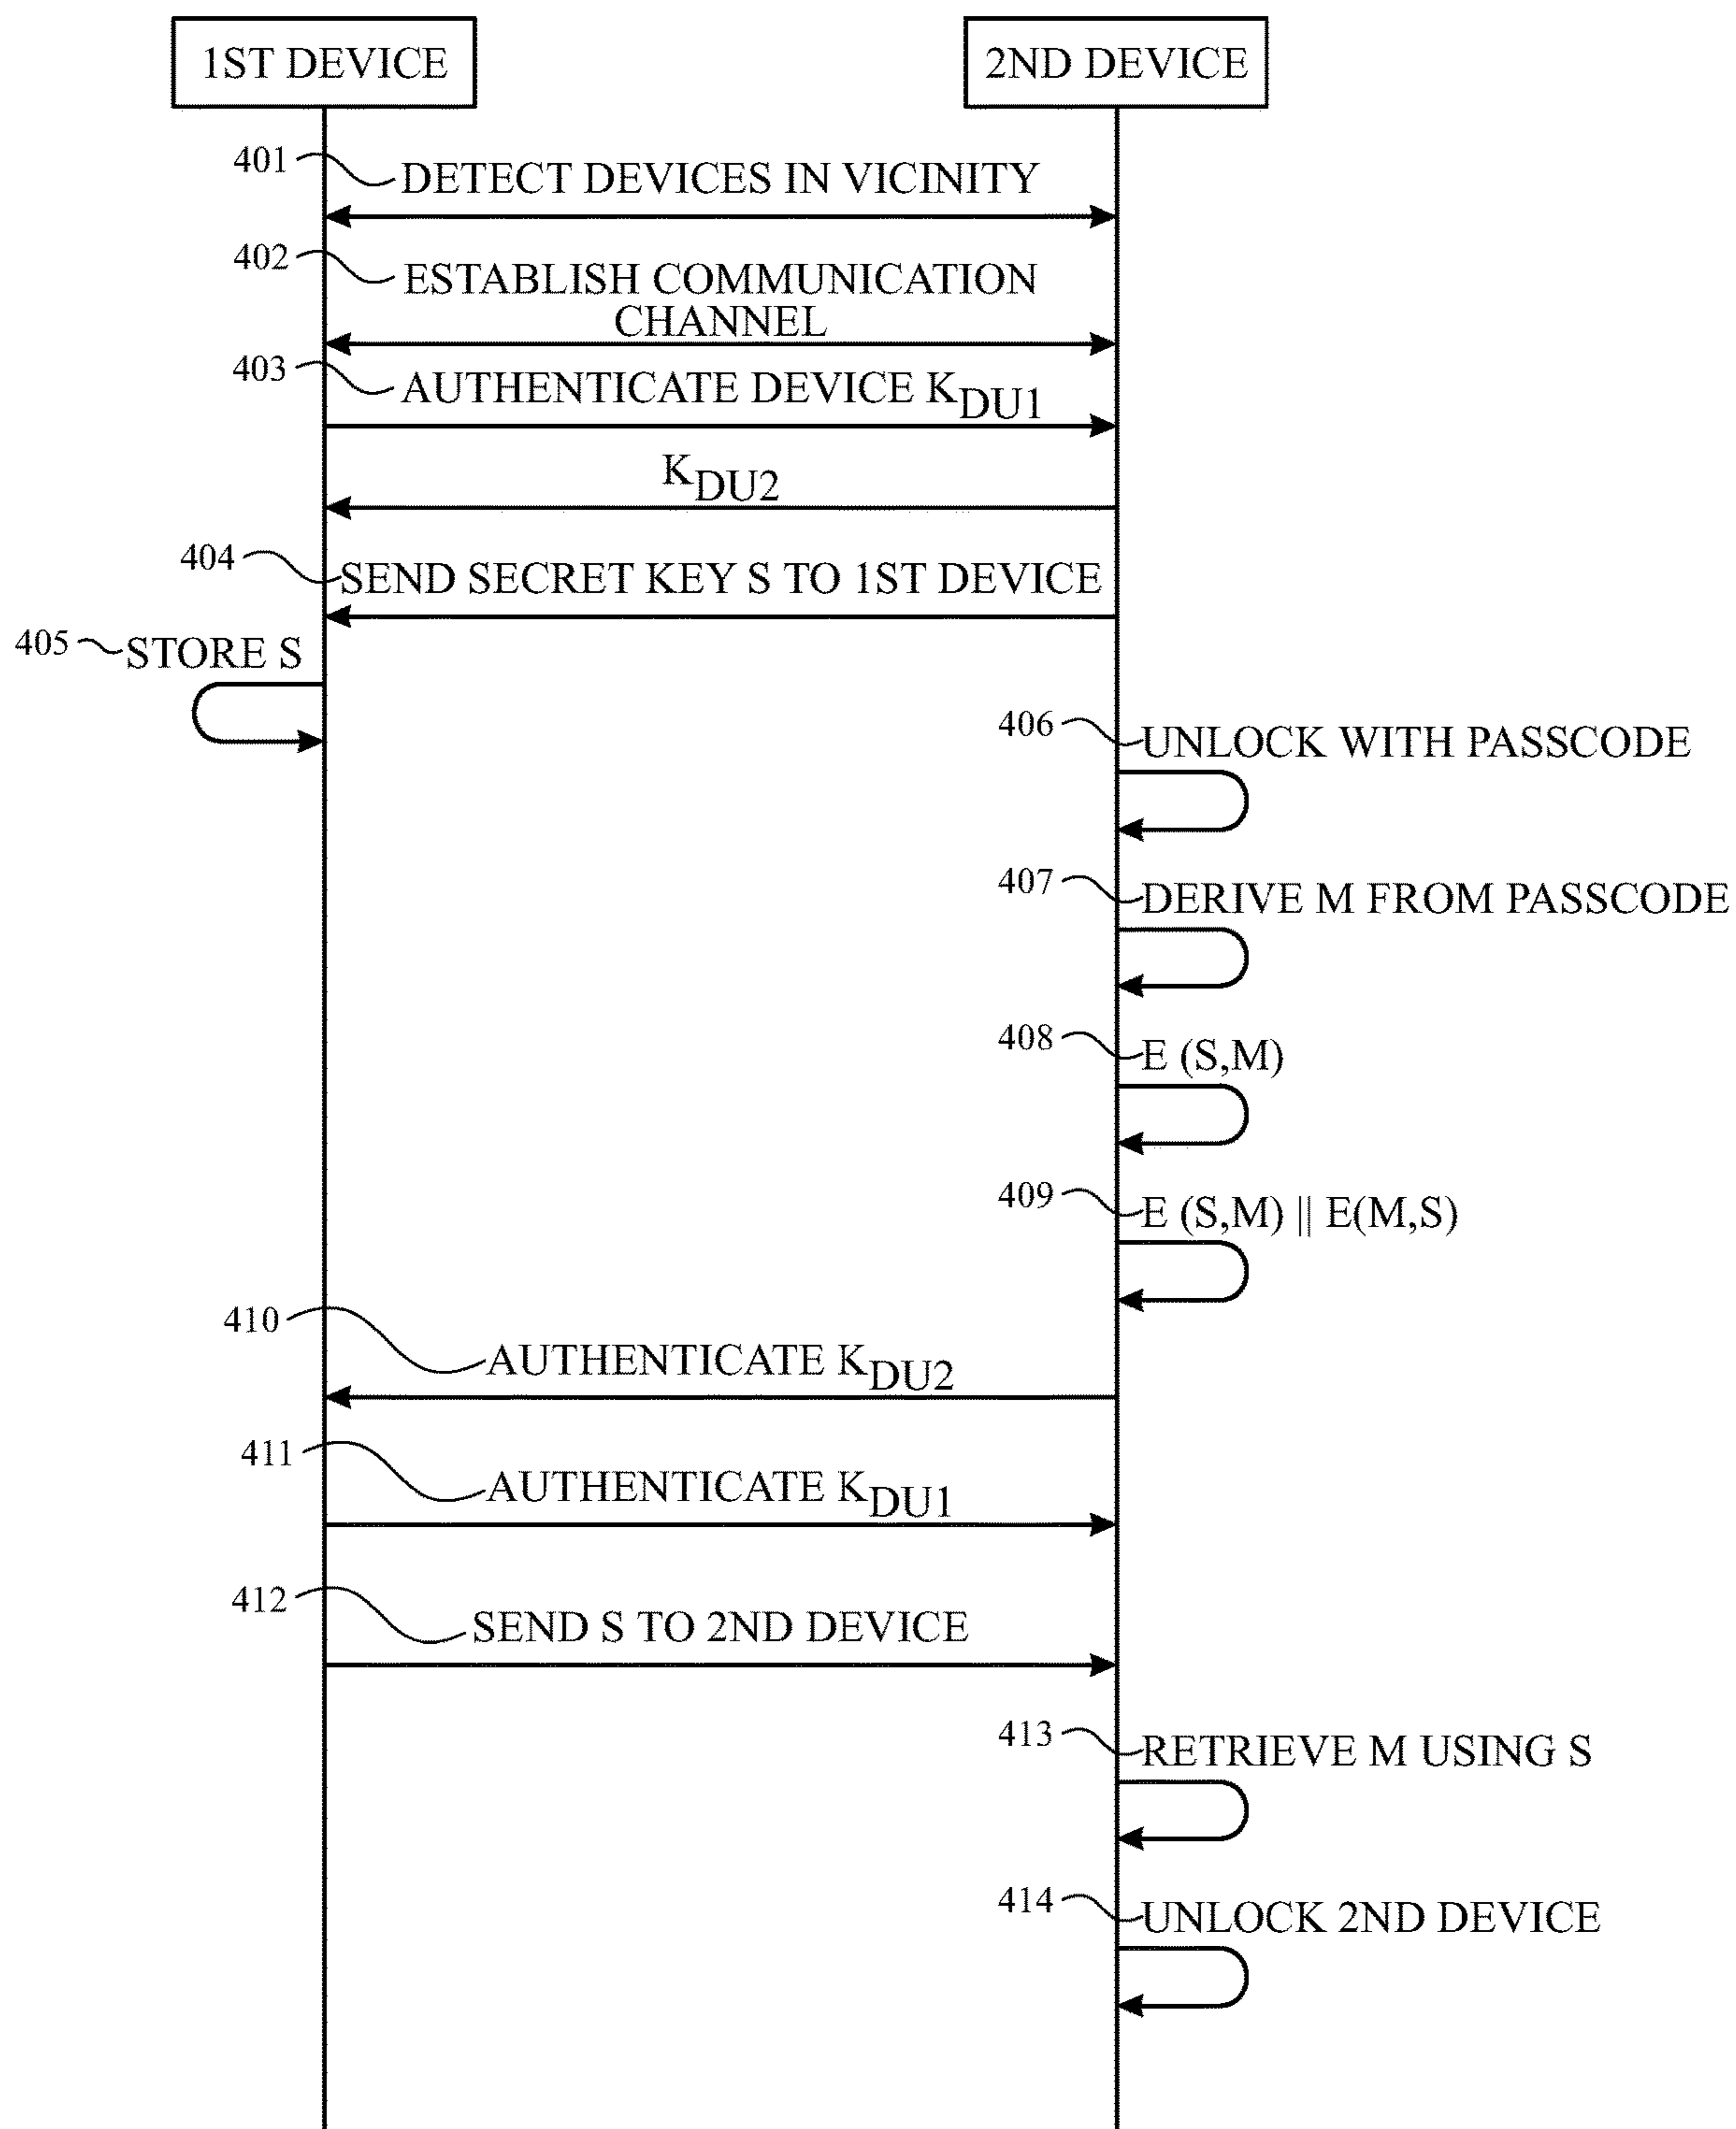 1ST DEVICE
2ND DEVICE
401
DETECT DEVICES IN VICINITY
402
ESTABLISH COMMUNICATION
CHANNEL
403
AUTHENTICATE DEVICE KDU1
KDU2
404
SEND SECRET KEY S TO 1ST DEVICE
405
STORE S
406
UNLOCK WITH PASSCODE
407
DERIVE M FROM PASSCODE
408
E (S,M)
409
E (S,M) || E(M,S)
410
AUTHENTICATE KDU2
411
AUTHENTICATE KDU1
412
SEND S TO 2ND DEVICE
413
RETRIEVE M USING S
414
UNLOCK 2ND DEVICE